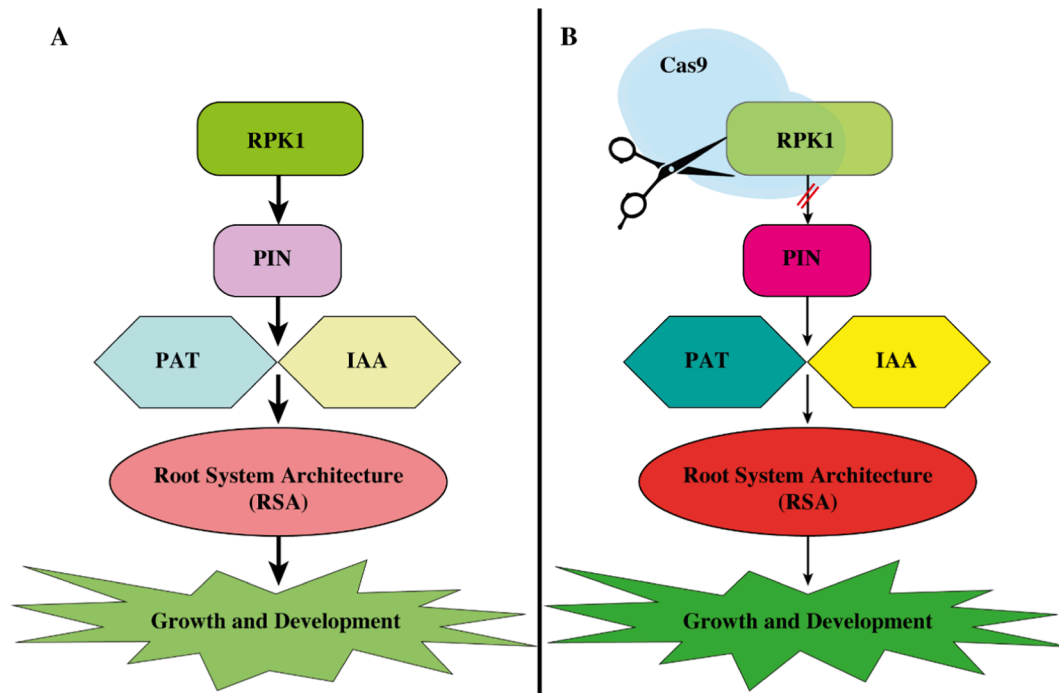 A
RPK1
PIN
PAT
IAA
Root System Architecture
(RSA)
Growth and Development
B
Cas9
RPK1
PIN
PAT
IAA
Root System Architecture
(RSA)
Growth and Development